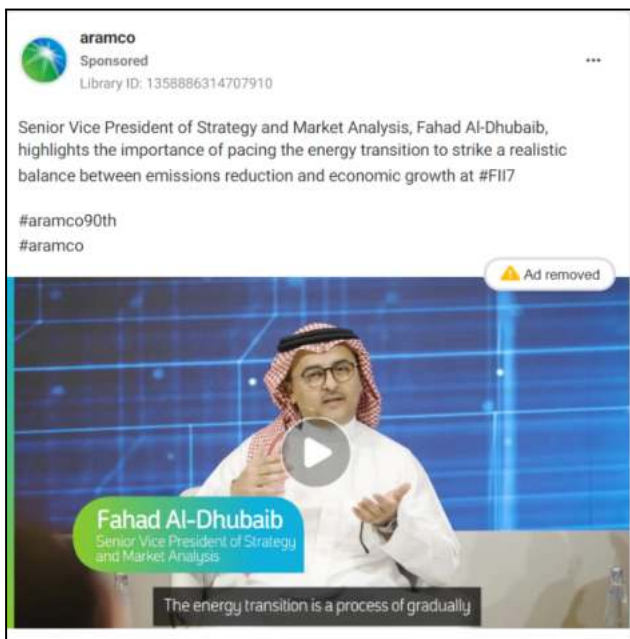 aramco
Sponsored
Library ID: 1358886314707910
Senior Vice President of Strategy and Market Analysis, Fahad Al-Dhubaib,
highlights the importance of pacing the energy transition to strike a realistic
balance between emissions reduction and economic growth at #FII7
#aramco90th
#aramco
Ad removed
Fahad Al-Dhubaib
Senior Vice President of Strategy
and Market Analysis
The energy transition is a process of gradually